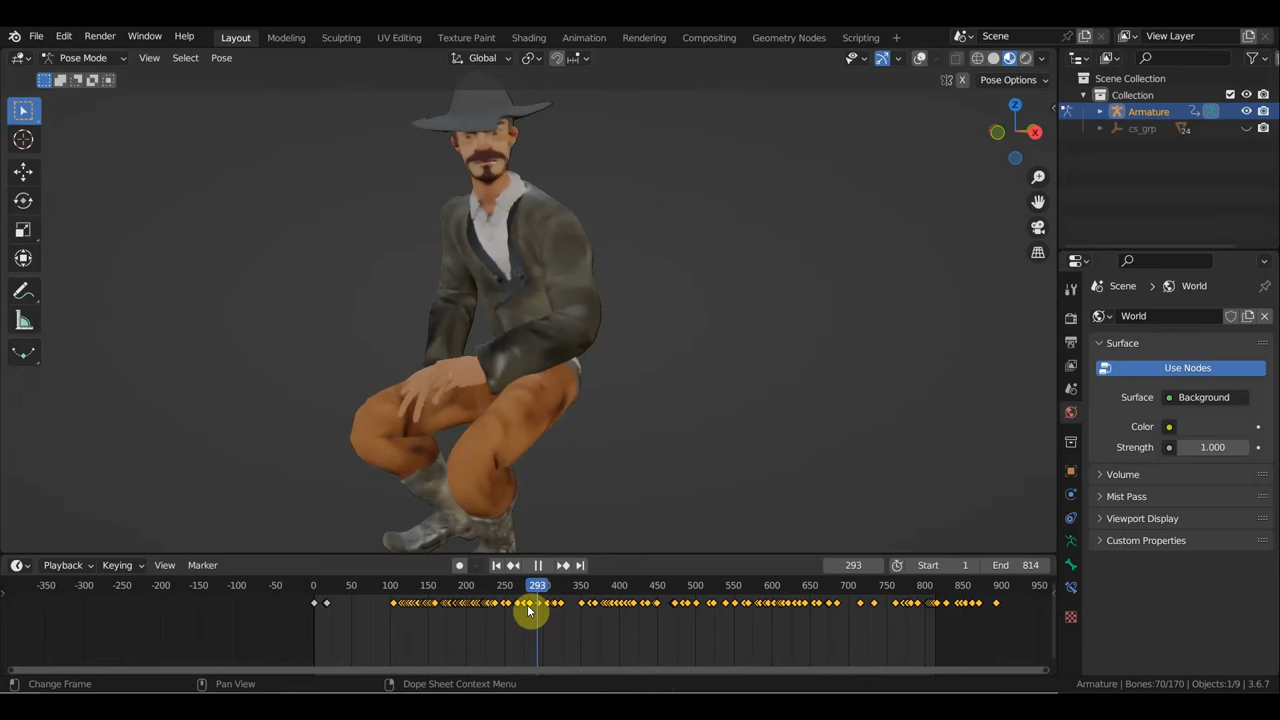 File Edit Render Window Help Layout Modeling Sculpting UV Editing Texture Paint Shading Animation Rendering Compositing Geometry Nodes Scripting Scene View Layer
Pose Mode View Select Pose Global
X Pose Options
Scene Collection
Collection
Armature
cs_grp 24
Z
X
Scene World
World
Surface
Use Nodes
Surface Background
Color
Strength 1.000
Volume
Mist Pass
Viewport Display
Custom Properties
Playback Keying View Marker 293 Start 1 End 814
-350 -300 -250 -200 -150 -100 -50 0 50 100 150 200 250 293 350 400 450 500 550 600 650 700 750 800 850 900 950
Change Frame Pan View Dope Sheet Context Menu Armature | Bones:70/170 | Objects:1/9 | 3.6.7